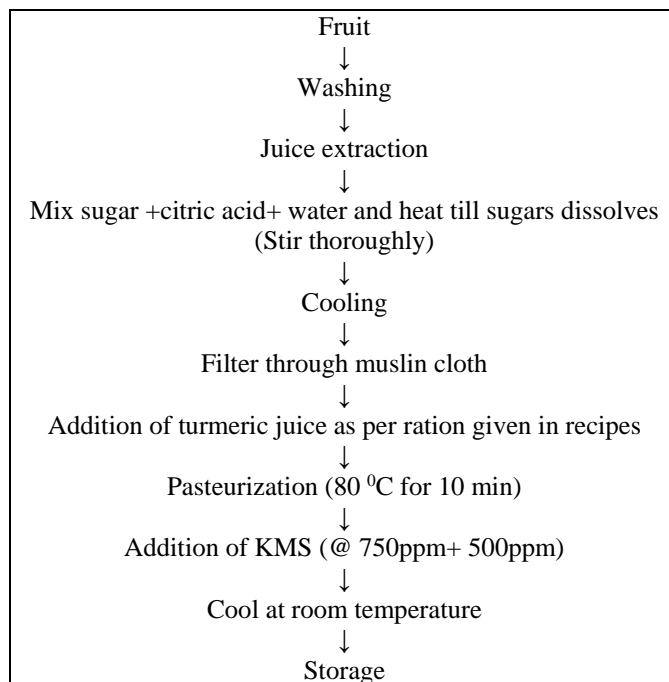 Fruit
↓
Washing
↓
Juice extraction
↓
Mix sugar +citric acid+ water and heat till sugars dissolves
(Stir thoroughly)
↓
Cooling
↓
Filter through muslin cloth
↓
Addition of turmeric juice as per ration given in recipes
↓
Pasteurization (80 ⁰C for 10 min)
↓
Addition of KMS (@ 750ppm+ 500ppm)
↓
Cool at room temperature
↓
Storage